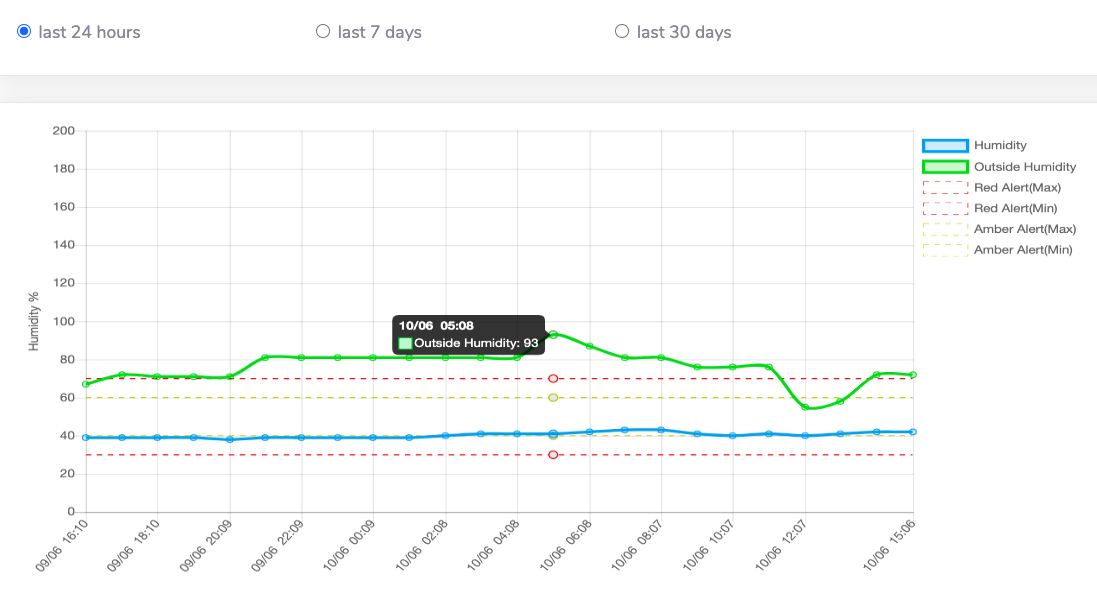 last 24 hours
last 7 days
last 30 days
200
180
160
140
120
100
80
60
40
20
0
Humidity %
10/06 05:08
Outside Humidity: 93
Humidity
Outside Humidity
Red Alert(Max)
Red Alert(Min)
Amber Alert(Max)
Amber Alert(Min)
09/06 16:10
09/06 18:10
09/06 20:09
09/06 22:09
10/06 00:09
10/06 02:08
10/06 04:08
10/06 06:08
10/06 08:07
10/06 10:07
10/06 12:07
10/06 15:06